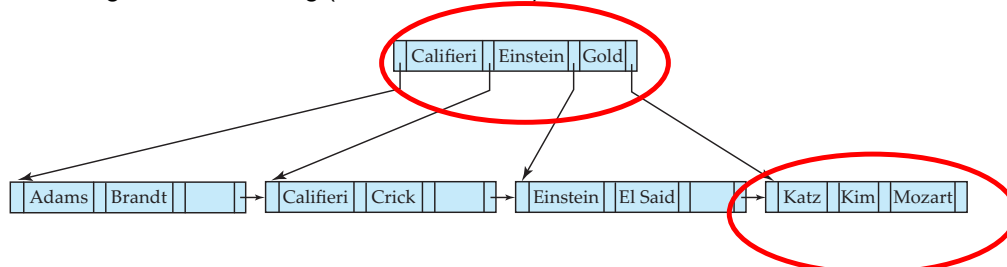 Califieri Einstein Gold
Adams Brandt Califieri Crick Einstein El Said Katz Kim Mozart